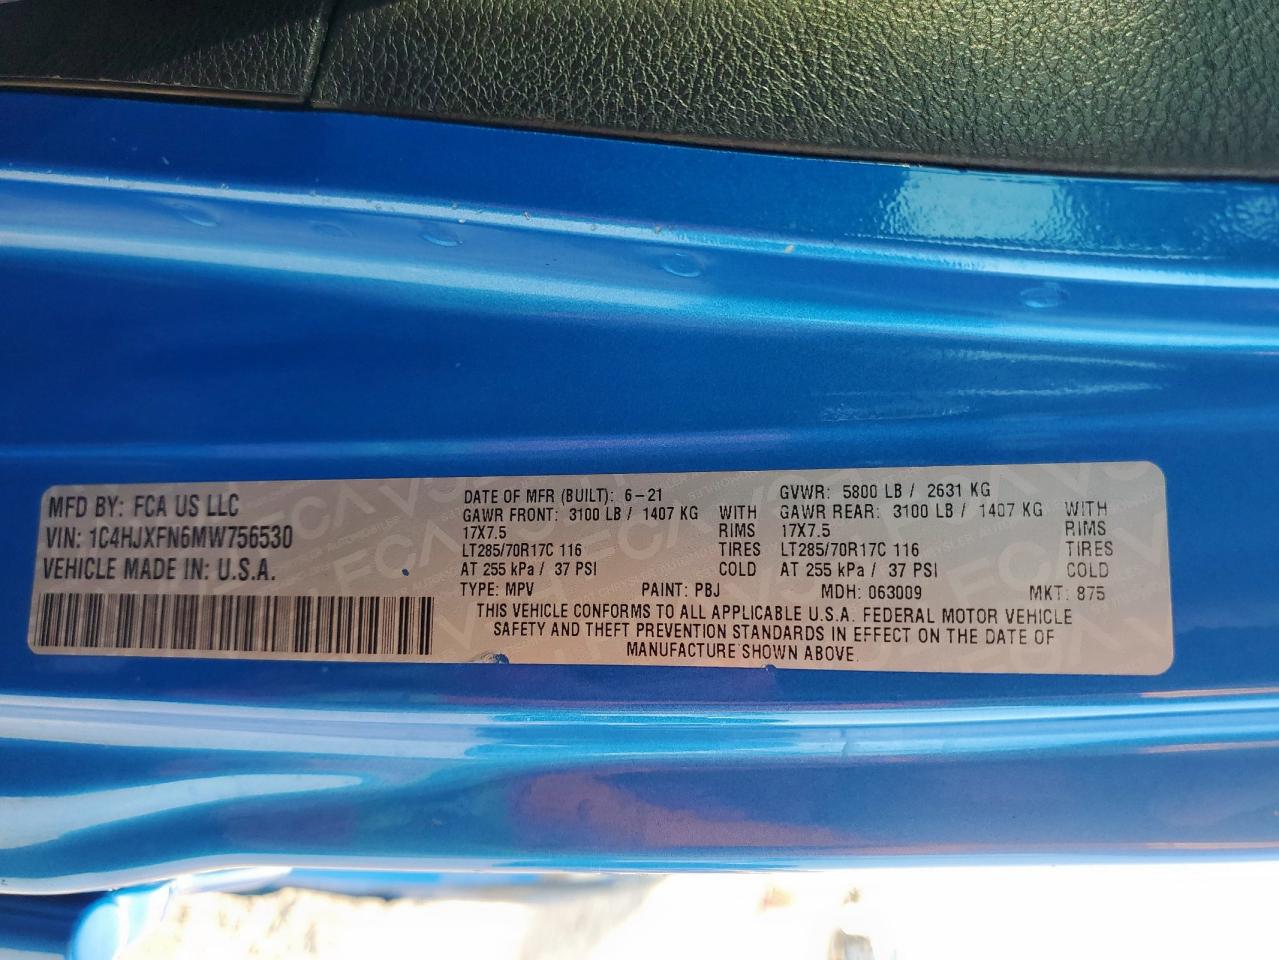 MFD BY: FCA US LLC
VIN: 1C4HJXFN6MW756530
VEHICLE MADE IN: U.S.A.
DATE OF MFR (BUILT): 6-21
GAWR FRONT: 3100 LB / 1407 KG WITH
17X7.5 RIMS
LT285/70R17C 116 TIRES
AT 255 kPa / 37 PSI COLD
GVWR: 5800 LB / 2631 KG
GAWR REAR: 3100 LB / 1407 KG WITH
17X7.5 RIMS
LT285/70R17C 116 TIRES
AT 255 kPa / 37 PSI COLD
TYPE: MPV PAINT: PBJ MDH: 063009 MKT: 875
THIS VEHICLE CONFORMS TO ALL APPLICABLE U.S.A. FEDERAL MOTOR VEHICLE
SAFETY AND THEFT PREVENTION STANDARDS IN EFFECT ON THE DATE OF
MANUFACTURE SHOWN ABOVE.